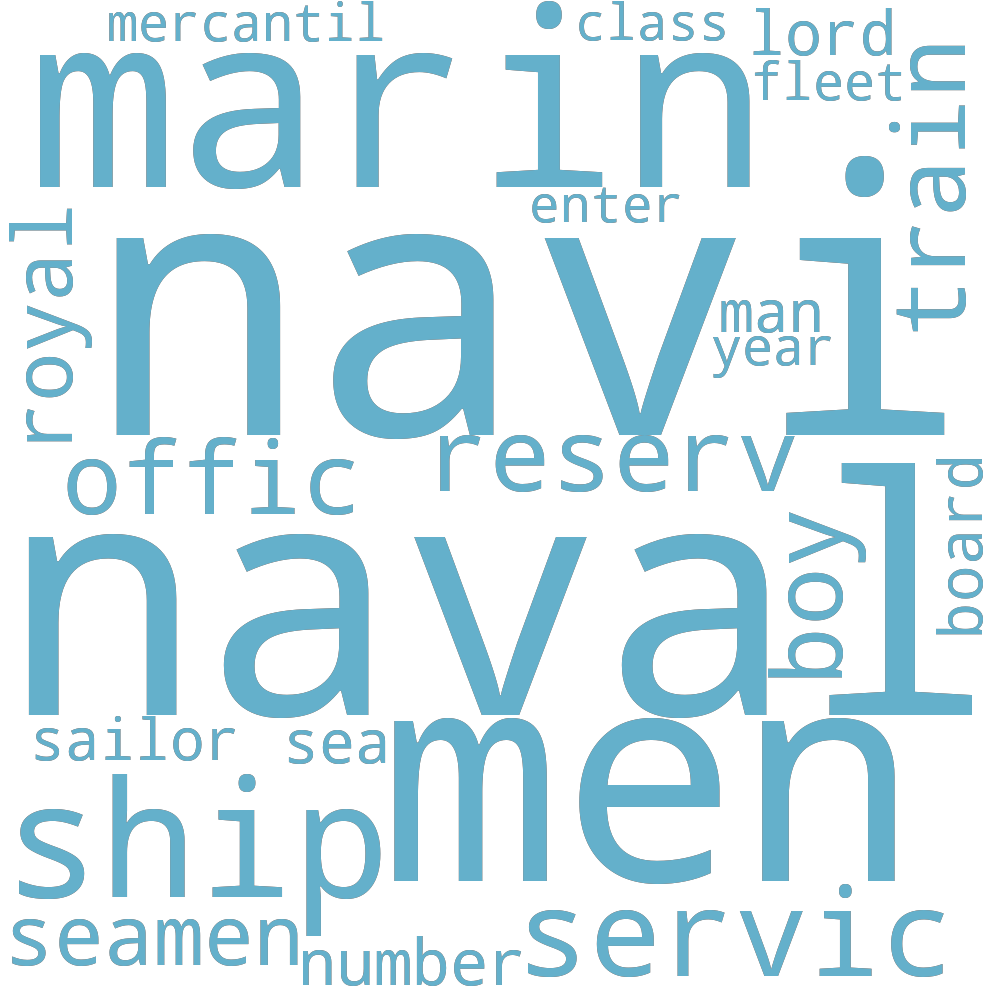 mercantil
class
lord
marin
fleet
train
enter
royal
navi
man
year
offic
reserv
naval
boy
board
sailor
sea
men
ship
seamen
number
servic